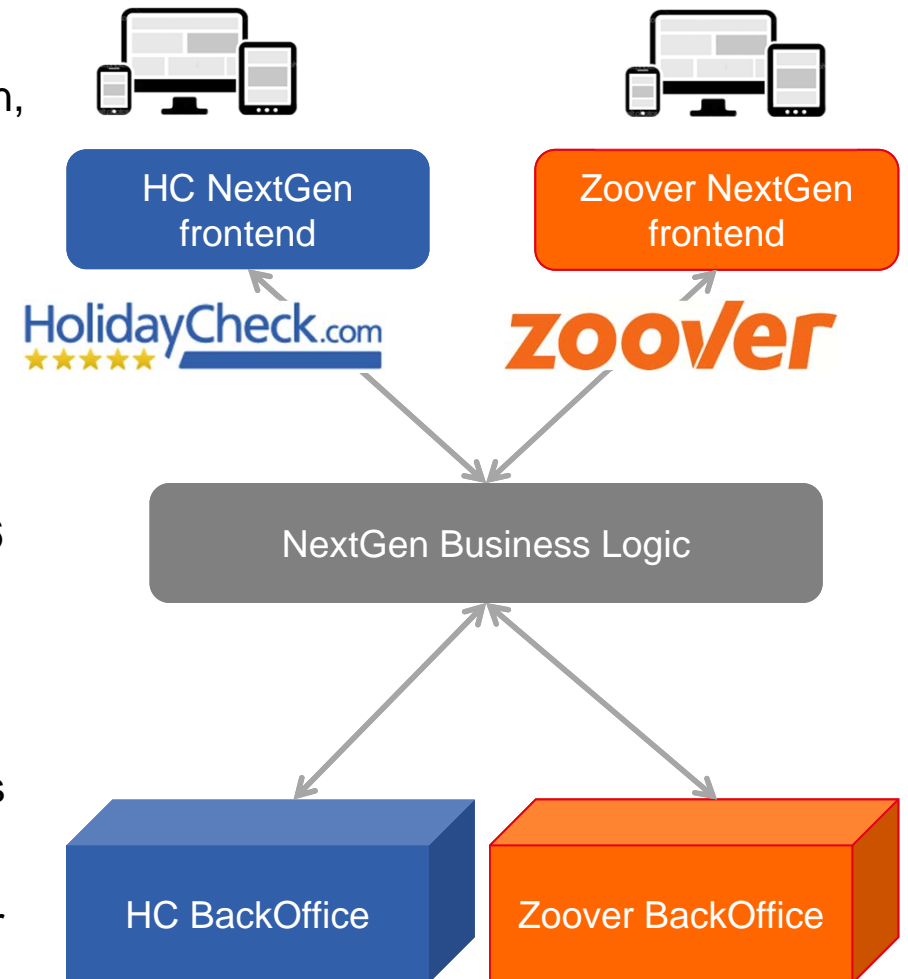 n,
HC NextGen
frontend
Zoover NextGen
frontend
HolidayCheck.com
zoover
s
NextGen Business Logic
s
r
HC BackOffice
Zoover BackOffice